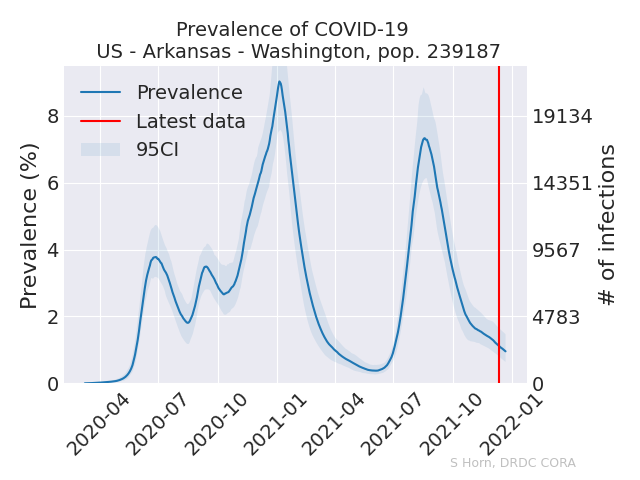 Prevalence of COVID-19
US - Arkansas - Washington, pop. 239187
Prevalence
Latest data
95CI
Prevalence (%)
8
6
4
2
0
19134
14351
9567
4783
0
# of infections
2020-04
2020-07
2020-10
2021-01
2021-04
2021-07
2021-10
2022-01
S Horn, DRDC CORA